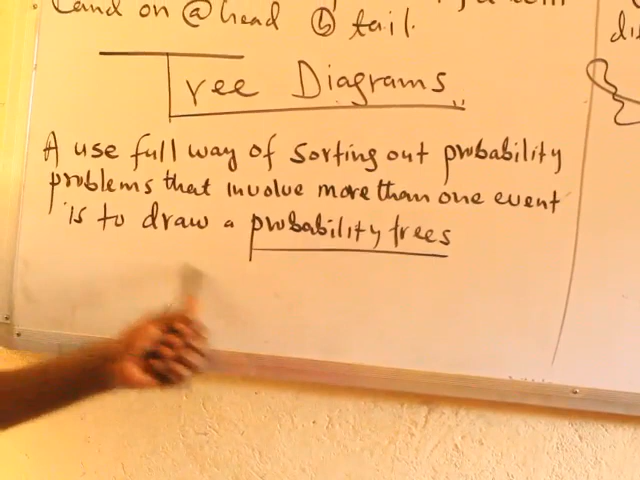 Land on ⓐ head ⓑ tail.
Tree Diagrams
A use full way of sorting out probability
problems that involve more than one event
is to draw a probability trees
di